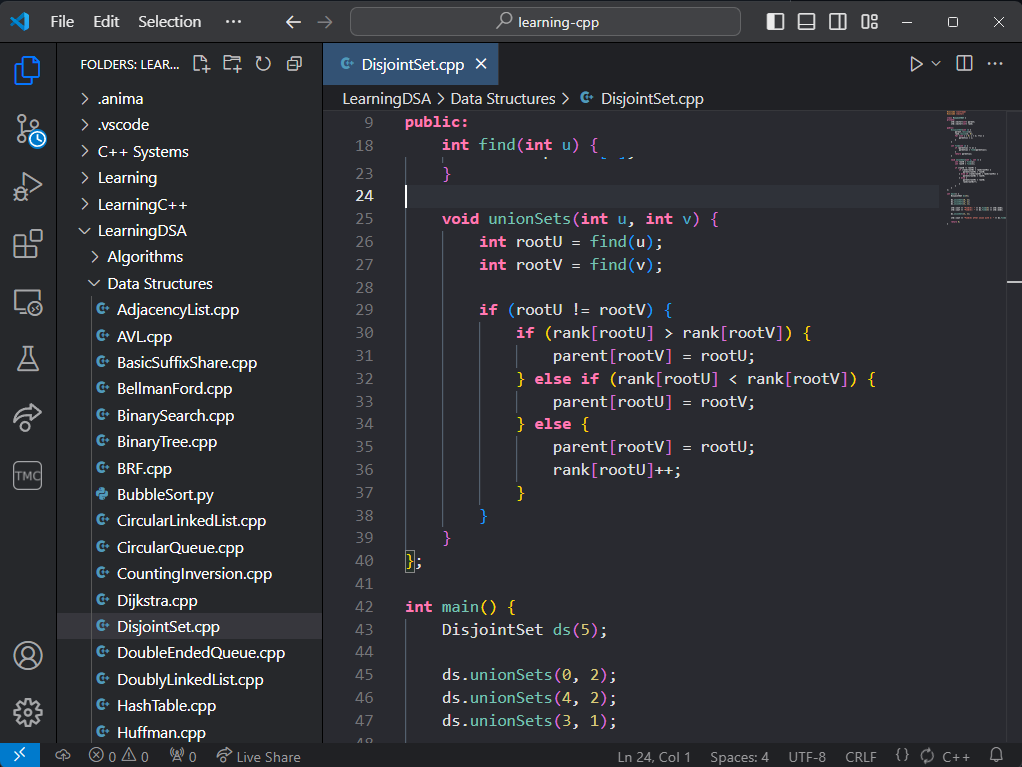 File Edit Selection ··· learning-cpp
FOLDERS: LEAR...
.anima
.vscode
C++ Systems
Learning
LearningC++
LearningDSA
Algorithms
Data Structures
AdjacencyList.cpp
AVL.cpp
BasicSuffixShare.cpp
BellmanFord.cpp
BinarySearch.cpp
BinaryTree.cpp
BRF.cpp
BubbleSort.py
CircularLinkedList.cpp
CircularQueue.cpp
CountingInversion.cpp
Dijkstra.cpp
DisjointSet.cpp
DoubleEndedQueue.cpp
DoublyLinkedList.cpp
HashTable.cpp
Huffman.cpp
TMC
DisjointSet.cpp
LearningDSA > Data Structures > DisjointSet.cpp
9 public:
18 int find(int u) {
23 }
24
25 void unionSets(int u, int v) {
26 int rootU = find(u);
27 int rootV = find(v);
28
29 if (rootU != rootV) {
30 if (rank[rootU] > rank[rootV]) {
31 parent[rootV] = rootU;
32 } else if (rank[rootU] < rank[rootV]) {
33 parent[rootU] = rootV;
34 } else {
35 parent[rootV] = rootU;
36 rank[rootU]++;
37 }
38 }
39 }
40 };
41
42 int main() {
43 DisjointSet ds(5);
44
45 ds.unionSets(0, 2);
46 ds.unionSets(4, 2);
47 ds.unionSets(3, 1);
0 0 0 Live Share Ln 24, Col 1 Spaces: 4 UTF-8 CRLF {} C++